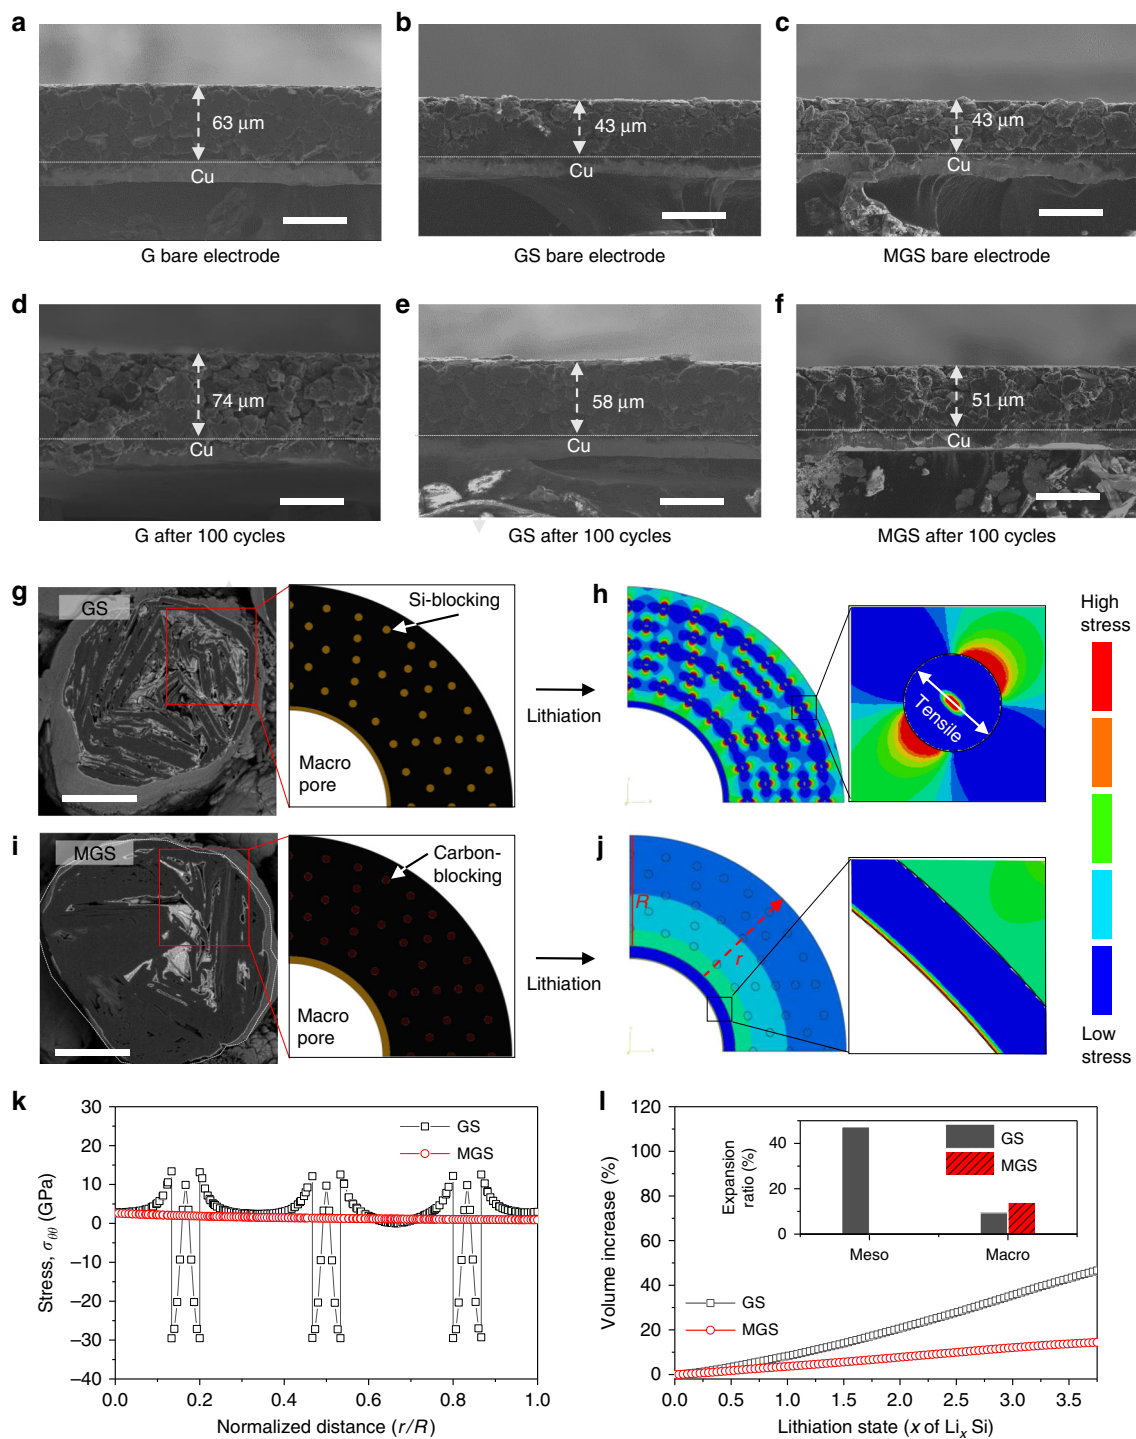 a
63 μm
Cu
G bare electrode
b
43 μm
Cu
GS bare electrode
c
43 μm
Cu
MGS bare electrode
d
74 μm
Cu
G after 100 cycles
e
58 μm
Cu
GS after 100 cycles
f
51 μm
Cu
MGS after 100 cycles
g
GS
Si-blocking
Macro
pore
Lithiation
h
Tensile
High
stress
Low
stress
i
MGS
Carbon-
blocking
Macro
pore
Lithiation
j
R
r
k
30
20
10
0
–10
–20
–30
–40
Stress, σθθ (GPa)
GS
MGS
0.0 0.2 0.4 0.6 0.8 1.0
Normalized distance (r/R)
l
120
100
80
60
40
20
0
Volume increase (%)
40
20
0
Expansion
ratio (%)
GS
MGS
Meso Macro
GS
MGS
0.0 0.5 1.0 1.5 2.0 2.5 3.0 3.5
Lithiation state (x of LixSi)